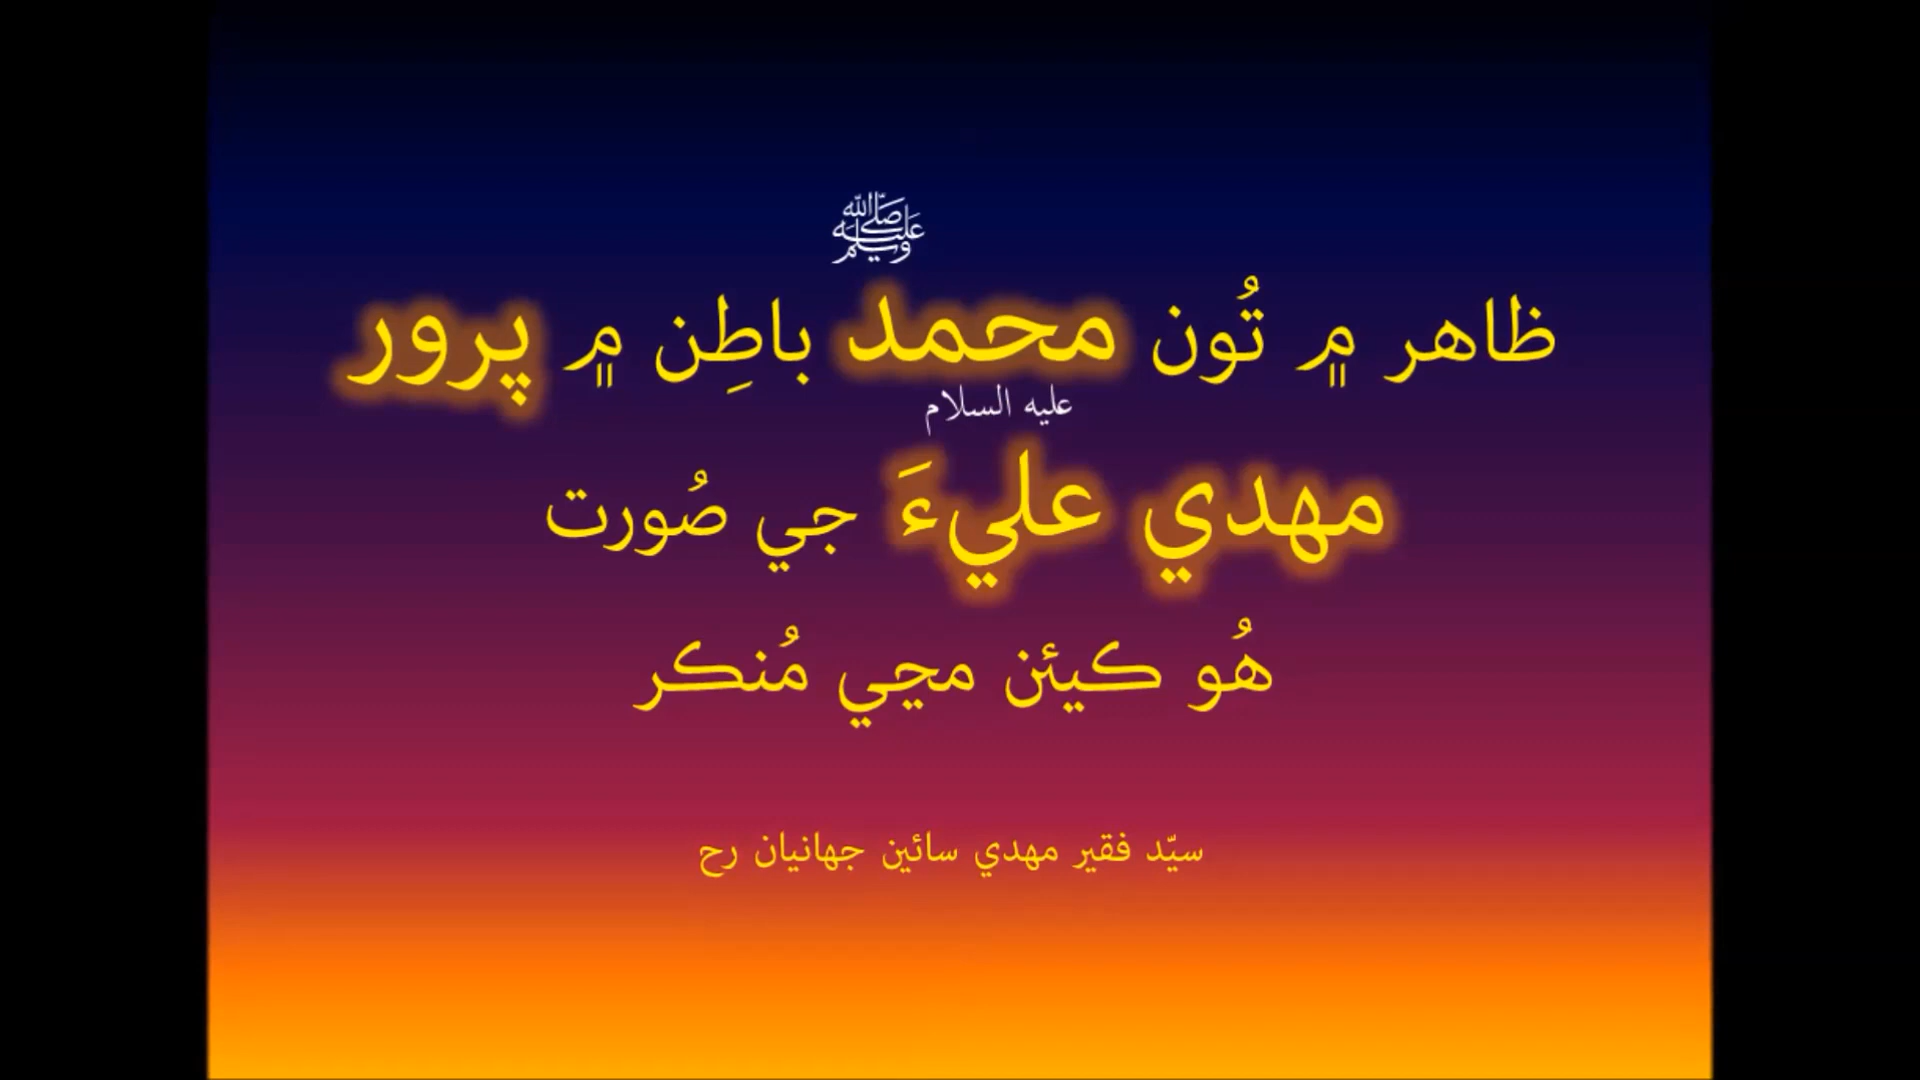 ﷺ
ظاهر ۾ تُون محمد باطِن ۾ پرور
عليه السلام
مهدي عليءَ جي صُورت
هُو ڪيئن مڃي مُنڪر
سيّد فقير مهدي سائين جهانيان رح